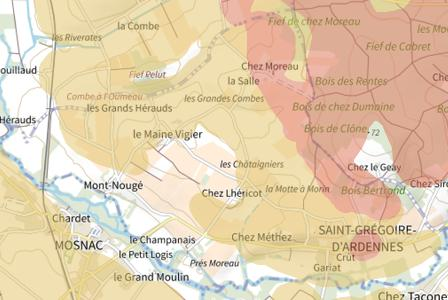 la Combe
Fief de chez Moreau
les Riverates
Fief de Cabret
ouillaud
Fief Pelut
Chez Moreau
la Salle
Bois des Rentes
Combe à Fourneau
les Grandes Combes
les Grands Hérauds
Bois de chez Dumaine
Hérauds
le Maine Vigier
Bois de Clône
72
les Châtaigniers
Chez le Geay
Mont-Nougé
Chez Lhéricot
la Motte à Morin
Bois Bertrand
Chez Sir
Chardet
MOSNAC
le Champanais
Chez Méthez
SAINT-GRÉGOIRE-
D'ARDENNES
le Petit Logis
Prés Moreau
Crût
Gariat
le Grand Moulin
Chez Tacon